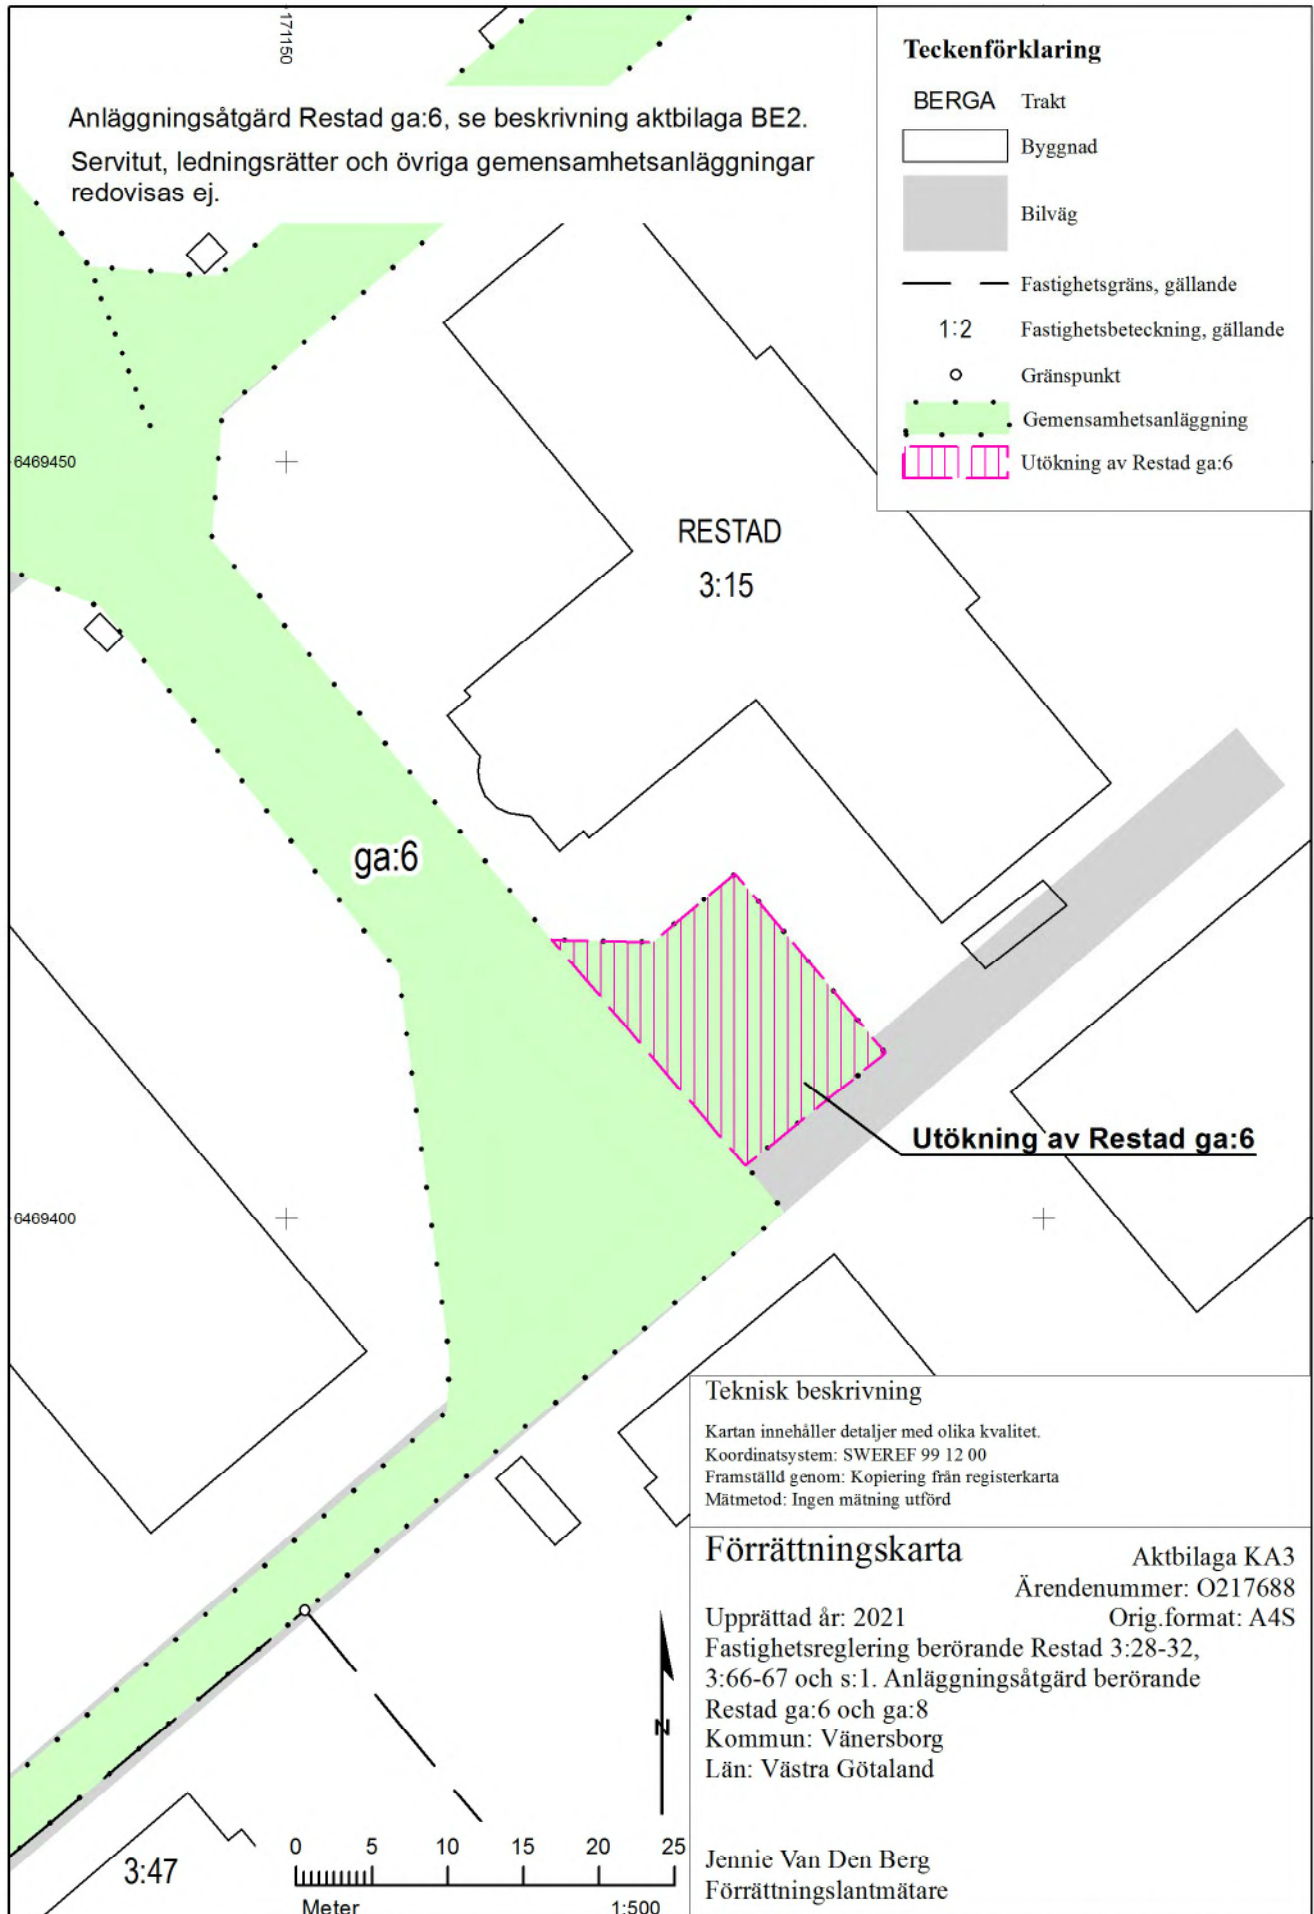 171150
Anläggningsåtgärd Restad ga:6, se beskrivning aktbilaga BE2.
Servitut, ledningsrätter och övriga gemensamhetsanläggningar
redovisas ej.
Teckenförklaring
BERGA Trakt
Byggnad
Bilväg
Fastighetsgräns, gällande
1:2 Fastighetsbeteckning, gällande
Gränspunkt
Gemensamhetsanläggning
Utökning av Restad ga:6
6469450
RESTAD
3:15
ga:6
Utökning av Restad ga:6
6469400
Teknisk beskrivning
Kartan innehåller detaljer med olika kvalitet.
Koordinatsystem: SWEREF 99 12 00
Framställd genom: Kopiering från registerkarta
Mätmetod: Ingen mätning utförd
Förrättningskarta
Aktbilaga KA3
Ärendenummer: O217688
Upprättad år: 2021 Orig.format: A4S
Fastighetsreglering berörande Restad 3:28-32,
3:66-67 och s:1. Anläggningsåtgärd berörande
Restad ga:6 och ga:8
Kommun: Vänersborg
Län: Västra Götaland
Jennie Van Den Berg
Förrättningslantmätare
N
3:47
0 5 10 15 20 25
Meter 1:500